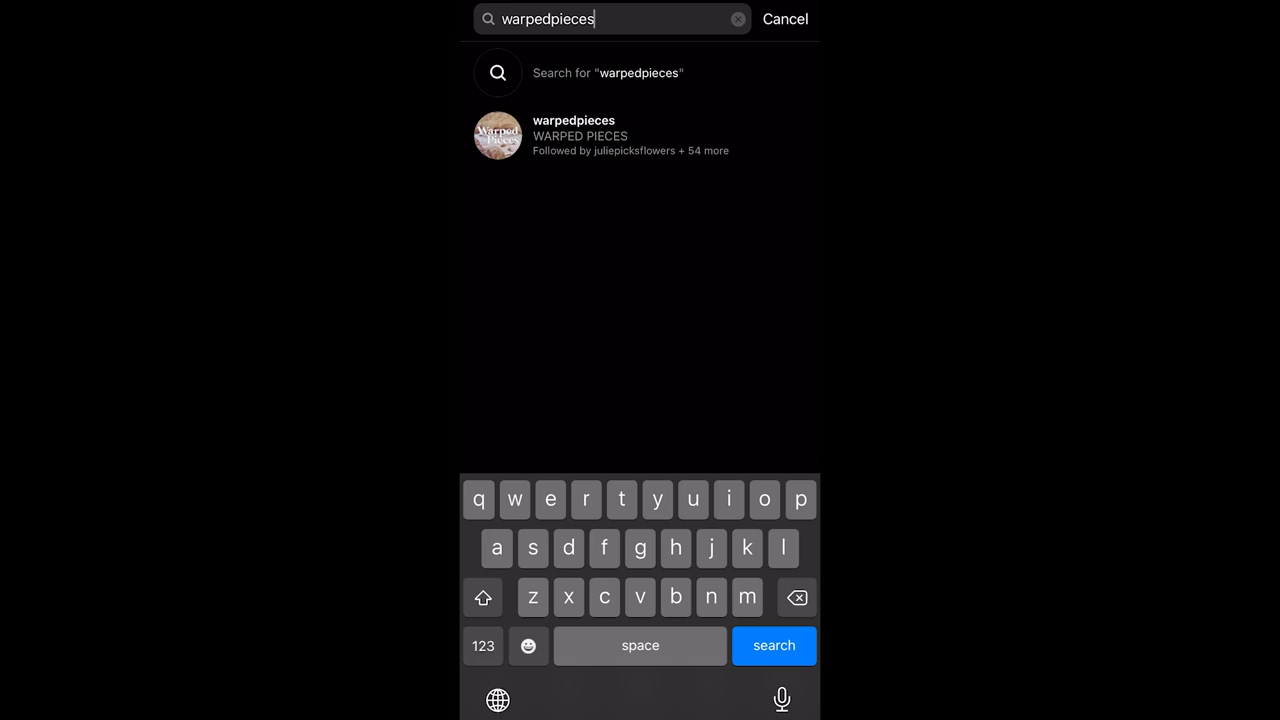 warpedpieces
Cancel
Search for "warpedpieces"
warpedpieces
Warped
Pieces
WARPED PIECES
Followed by juliepicksflowers + 54 more
q w e r t y u i o p
a s d f g h j k l
z x c v b n m
123
space
search